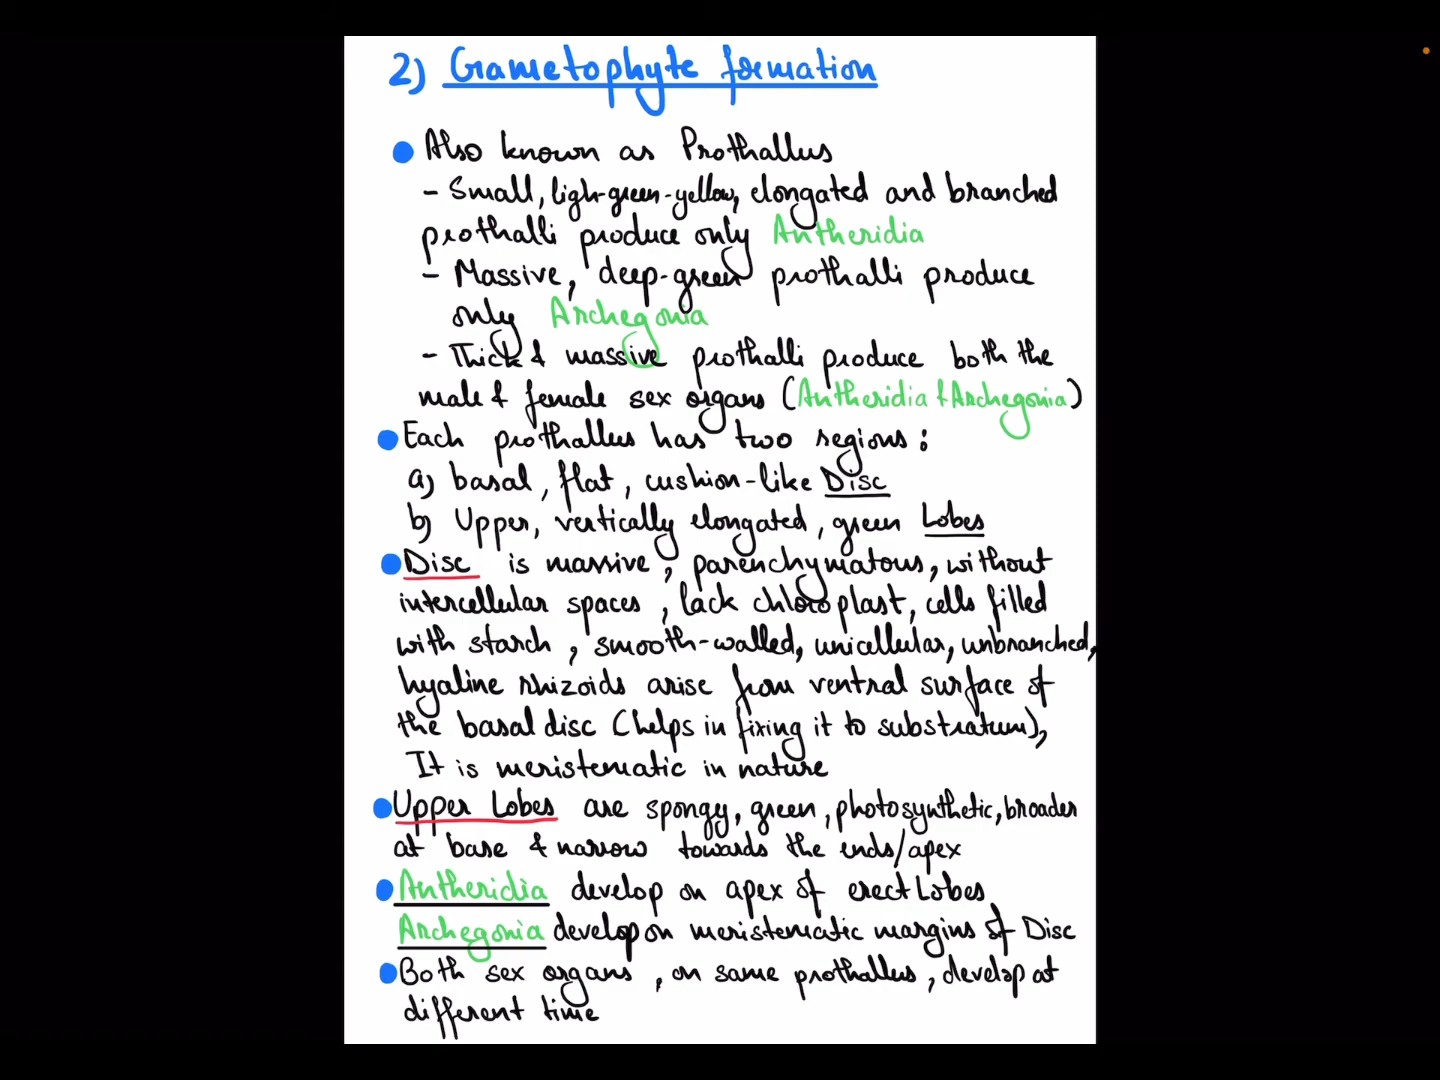 2) Gametophyte formation
Also known as Prothallus
- Small, ligh-green-yellow, elongated and branched
prothalli produce only Antheridia
- Massive, deep-green prothalli produce
only Archegonia
- Thick & massive prothalli produce both the
male & female sex organs (Antheridia & Archegonia)
Each prothallus has two regions:
a) basal, flat, cushion-like Disc
b) Upper, vertically elongated, green Lobes
Disc is massive, parenchymatous, without
intercellular spaces, lack chloroplast, cells filled
with starch, smooth-walled, unicellular, unbranched,
hyaline rhizoids arise from ventral surface of
the basal disc (helps in fixing it to substratum),
It is meristematic in nature
Upper Lobes are spongy, green, photosynthetic, broader
at base & narrow towards the ends/apex
Antheridia develop on apex of erect Lobes
Archegonia develop on meristematic margins of Disc
Both sex organs, on same prothallus, develop at
different time